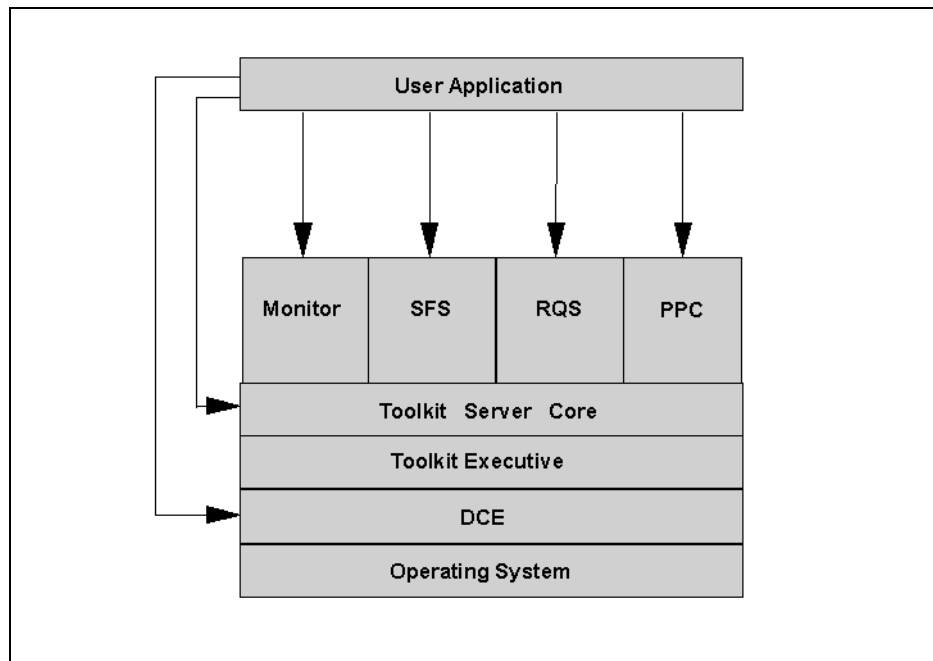 User Application
Monitor
SFS
RQS
PPC
Toolkit Server Core
Toolkit Executive
DCE
Operating System